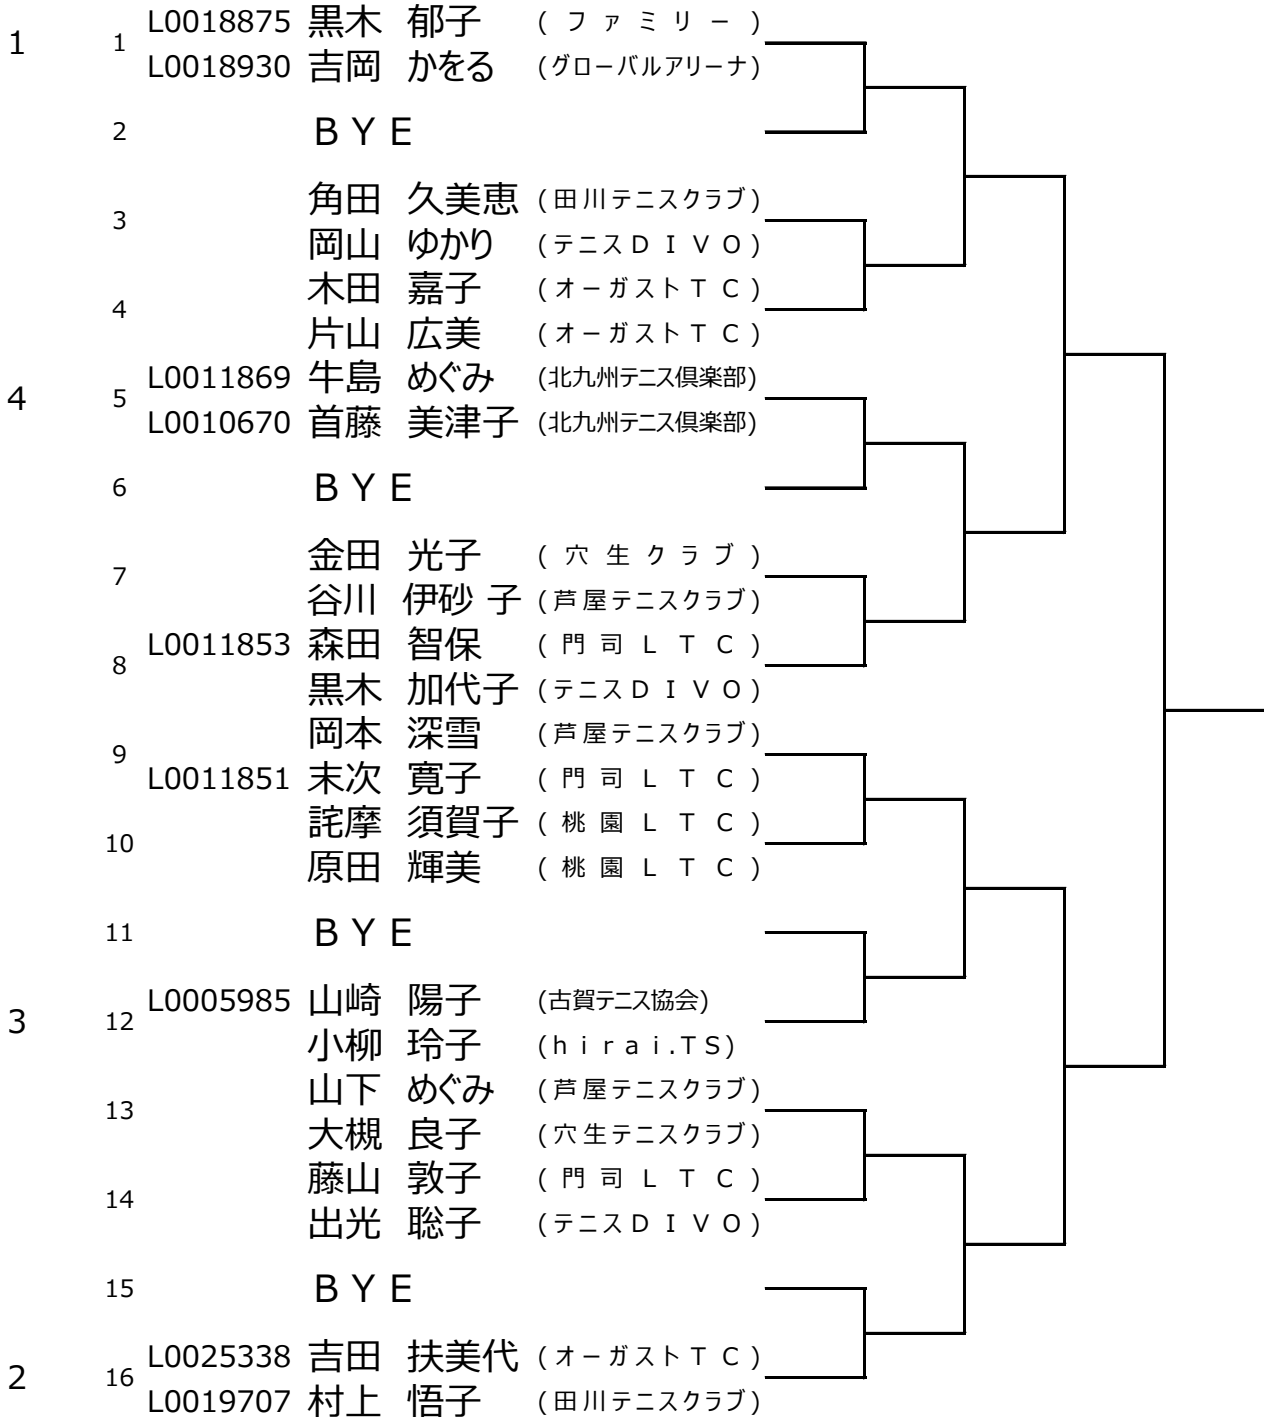 1 1 L0018875 黒木 郁子 (ファミリー)
L0018930 吉岡 かをる (グローバルアリーナ)
2 BYE
3 角田 久美恵 (田川テニスクラブ)
岡山 ゆかり (テニスDIVO)
4 木田 嘉子 (オーガストTC)
片山 広美 (オーガストTC)
4 5 L0011869 牛島 めぐみ (北九州テニス倶楽部)
L0010670 首藤 美津子 (北九州テニス倶楽部)
6 BYE
7 金田 光子 (穴生クラブ)
谷川 伊砂子 (芦屋テニスクラブ)
8 L0011853 森田 智保 (門司LTC)
黒木 加代子 (テニスDIVO)
9 岡本 深雪 (芦屋テニスクラブ)
L0011851 末次 寛子 (門司LTC)
10 詫摩 須賀子 (桃園LTC)
原田 輝美 (桃園LTC)
11 BYE
3 12 L0005985 山崎 陽子 (古賀テニス協会)
小柳 玲子 (hirai.TS)
13 山下 めぐみ (芦屋テニスクラブ)
大槻 良子 (穴生テニスクラブ)
14 藤山 敦子 (門司LTC)
出光 聡子 (テニスDIVO)
15 BYE
2 16 L0025338 吉田 扶美代 (オーガストTC)
L0019707 村上 悟子 (田川テニスクラブ)